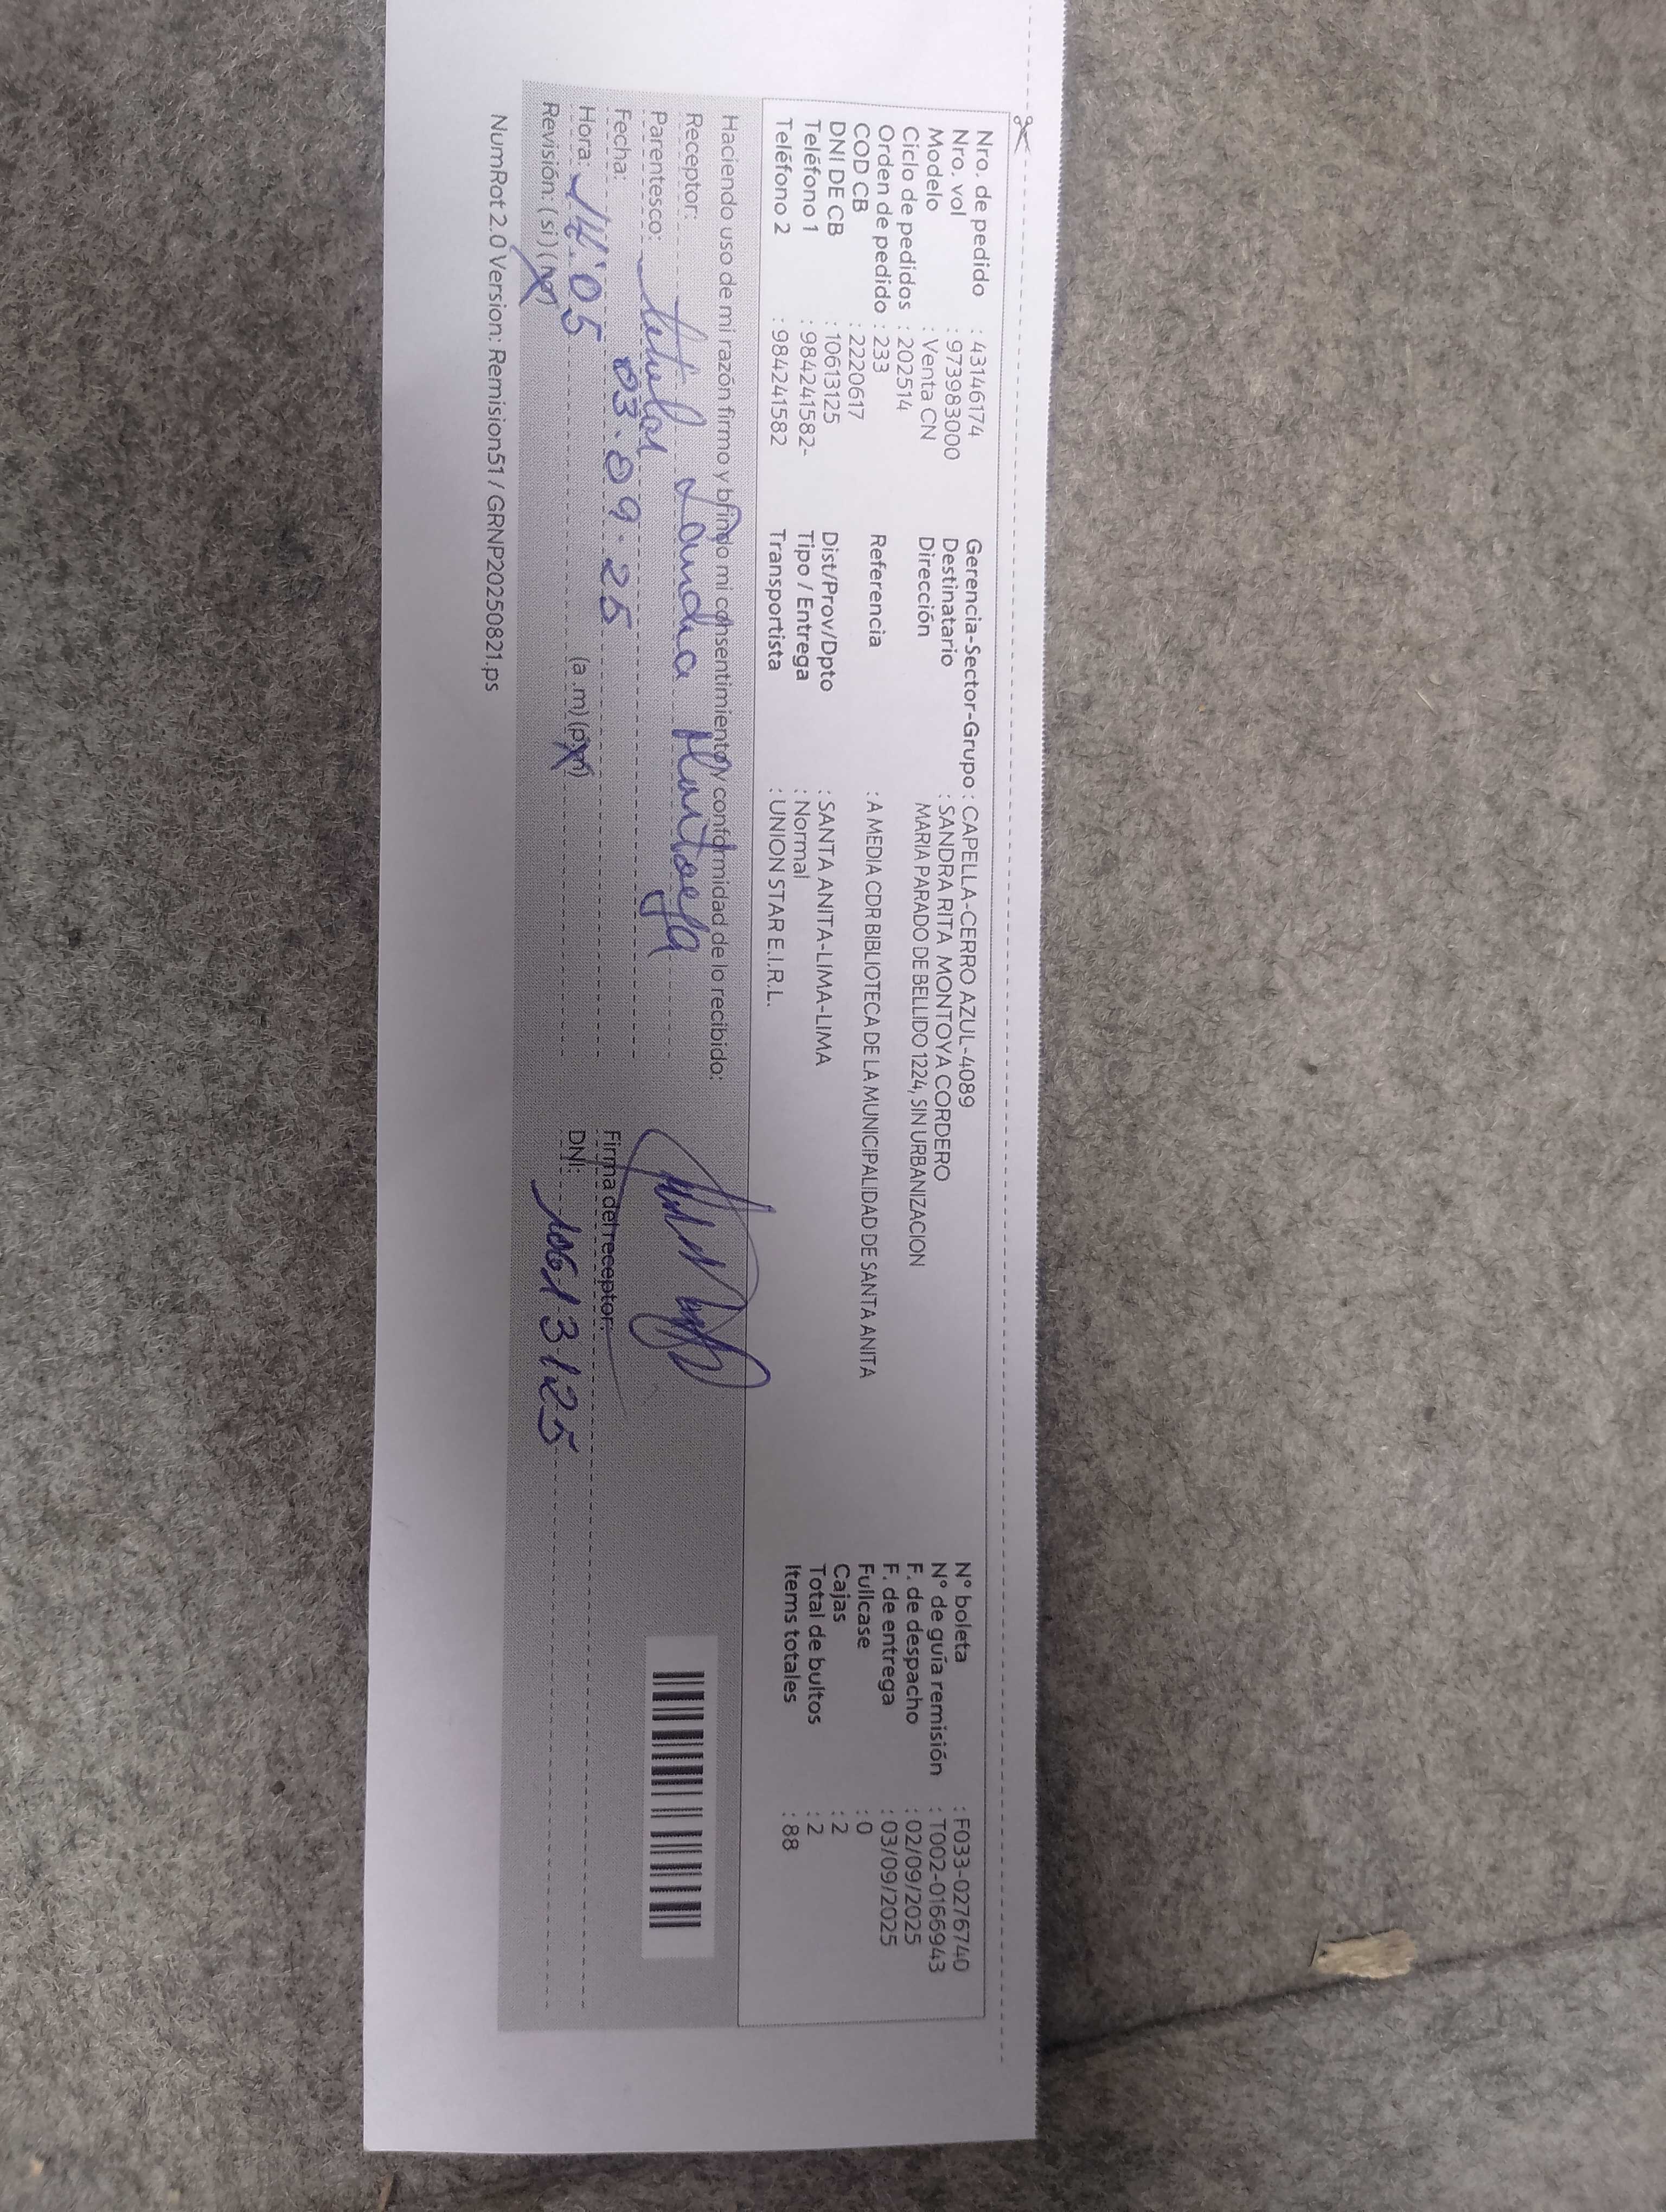 Nro. de pedido : 43146174 Gerencia-Sector-Grupo : CAPELLA-CERRO AZUL-4089 N° boleta : F033-0276740
Nro. vol : 973983000 Destinatario : SANDRA RITA MONTOYA CORDERO N° de guía remisión : T002-0166943
Modelo : Venta CN Dirección MARIA PARADO DE BELLIDO 1224, SIN URBANIZACION F. de despacho : 02/09/2025
Ciclo de pedidos : 202514 F. de entrega : 03/09/2025
Orden de pedido : 233 Referencia : A MEDIA CDR BIBLIOTECA DE LA MUNICIPALIDAD DE SANTA ANITA Fullcase : 0
COD CB : 2220617 Cajas : 2
DNI DE CB : 10613125 Dist/Prov/Dpto : SANTA ANITA-LIMA-LIMA Total de bultos : 2
Teléfono 1 : 984241582- Tipo / Entrega : Normal Items totales : 88
Teléfono 2 : 984241582 Transportista : UNION STAR E.I.R.L.
Haciendo uso de mi razón firmo y brindo mi consentimiento y conformidad de lo recibido:
Receptor: Sandra Montoya
Parentesco: titular
Fecha: 03.09.25 Firma del receptor:
Hora: 14:05 (a .m) (p.m) DNI: 10613125
Revisión: (si) (no)
NumRot 2.0 Version: Remision51 / GRNP20250821.ps